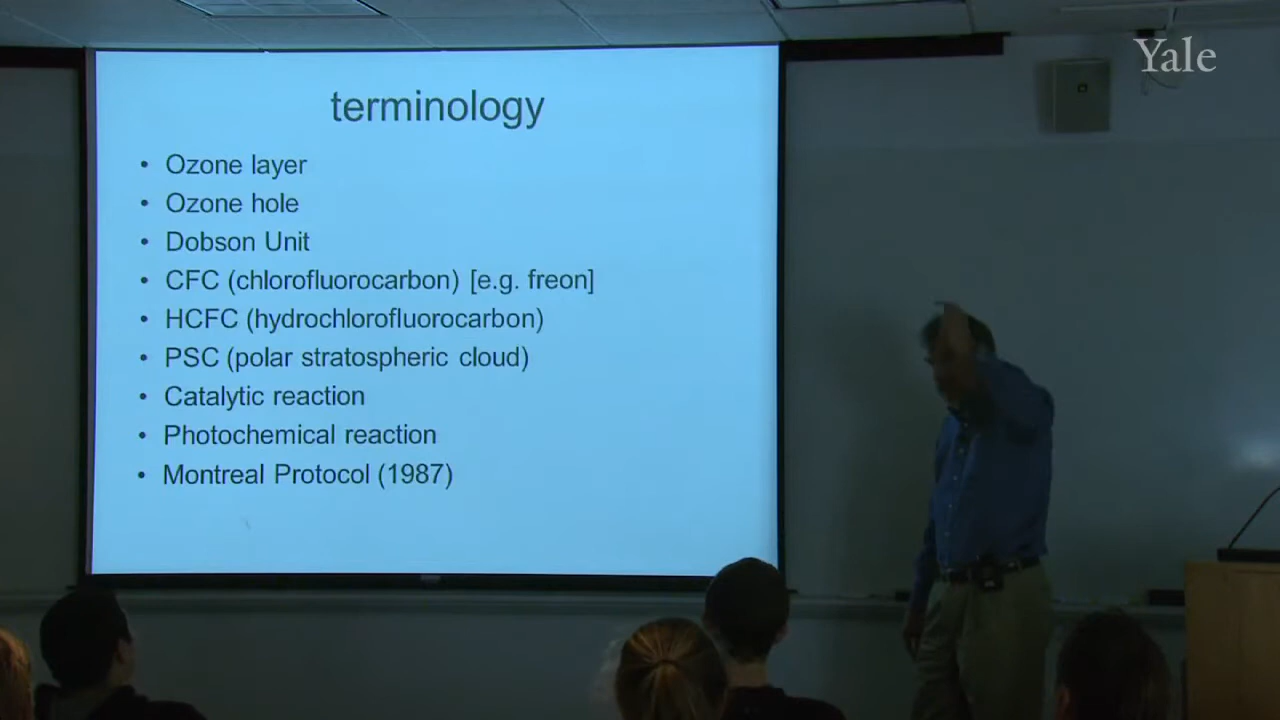 Yale
terminology
• Ozone layer
• Ozone hole
• Dobson Unit
• CFC (chlorofluorocarbon) [e.g. freon]
• HCFC (hydrochlorofluorocarbon)
• PSC (polar stratospheric cloud)
• Catalytic reaction
• Photochemical reaction
• Montreal Protocol (1987)